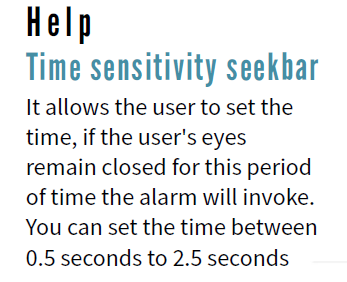 Help
Time sensitivity seekbar
It allows the user to set the
time, if the user's eyes
remain closed for this period
of time the alarm will invoke.
You can set the time between
0.5 seconds to 2.5 seconds